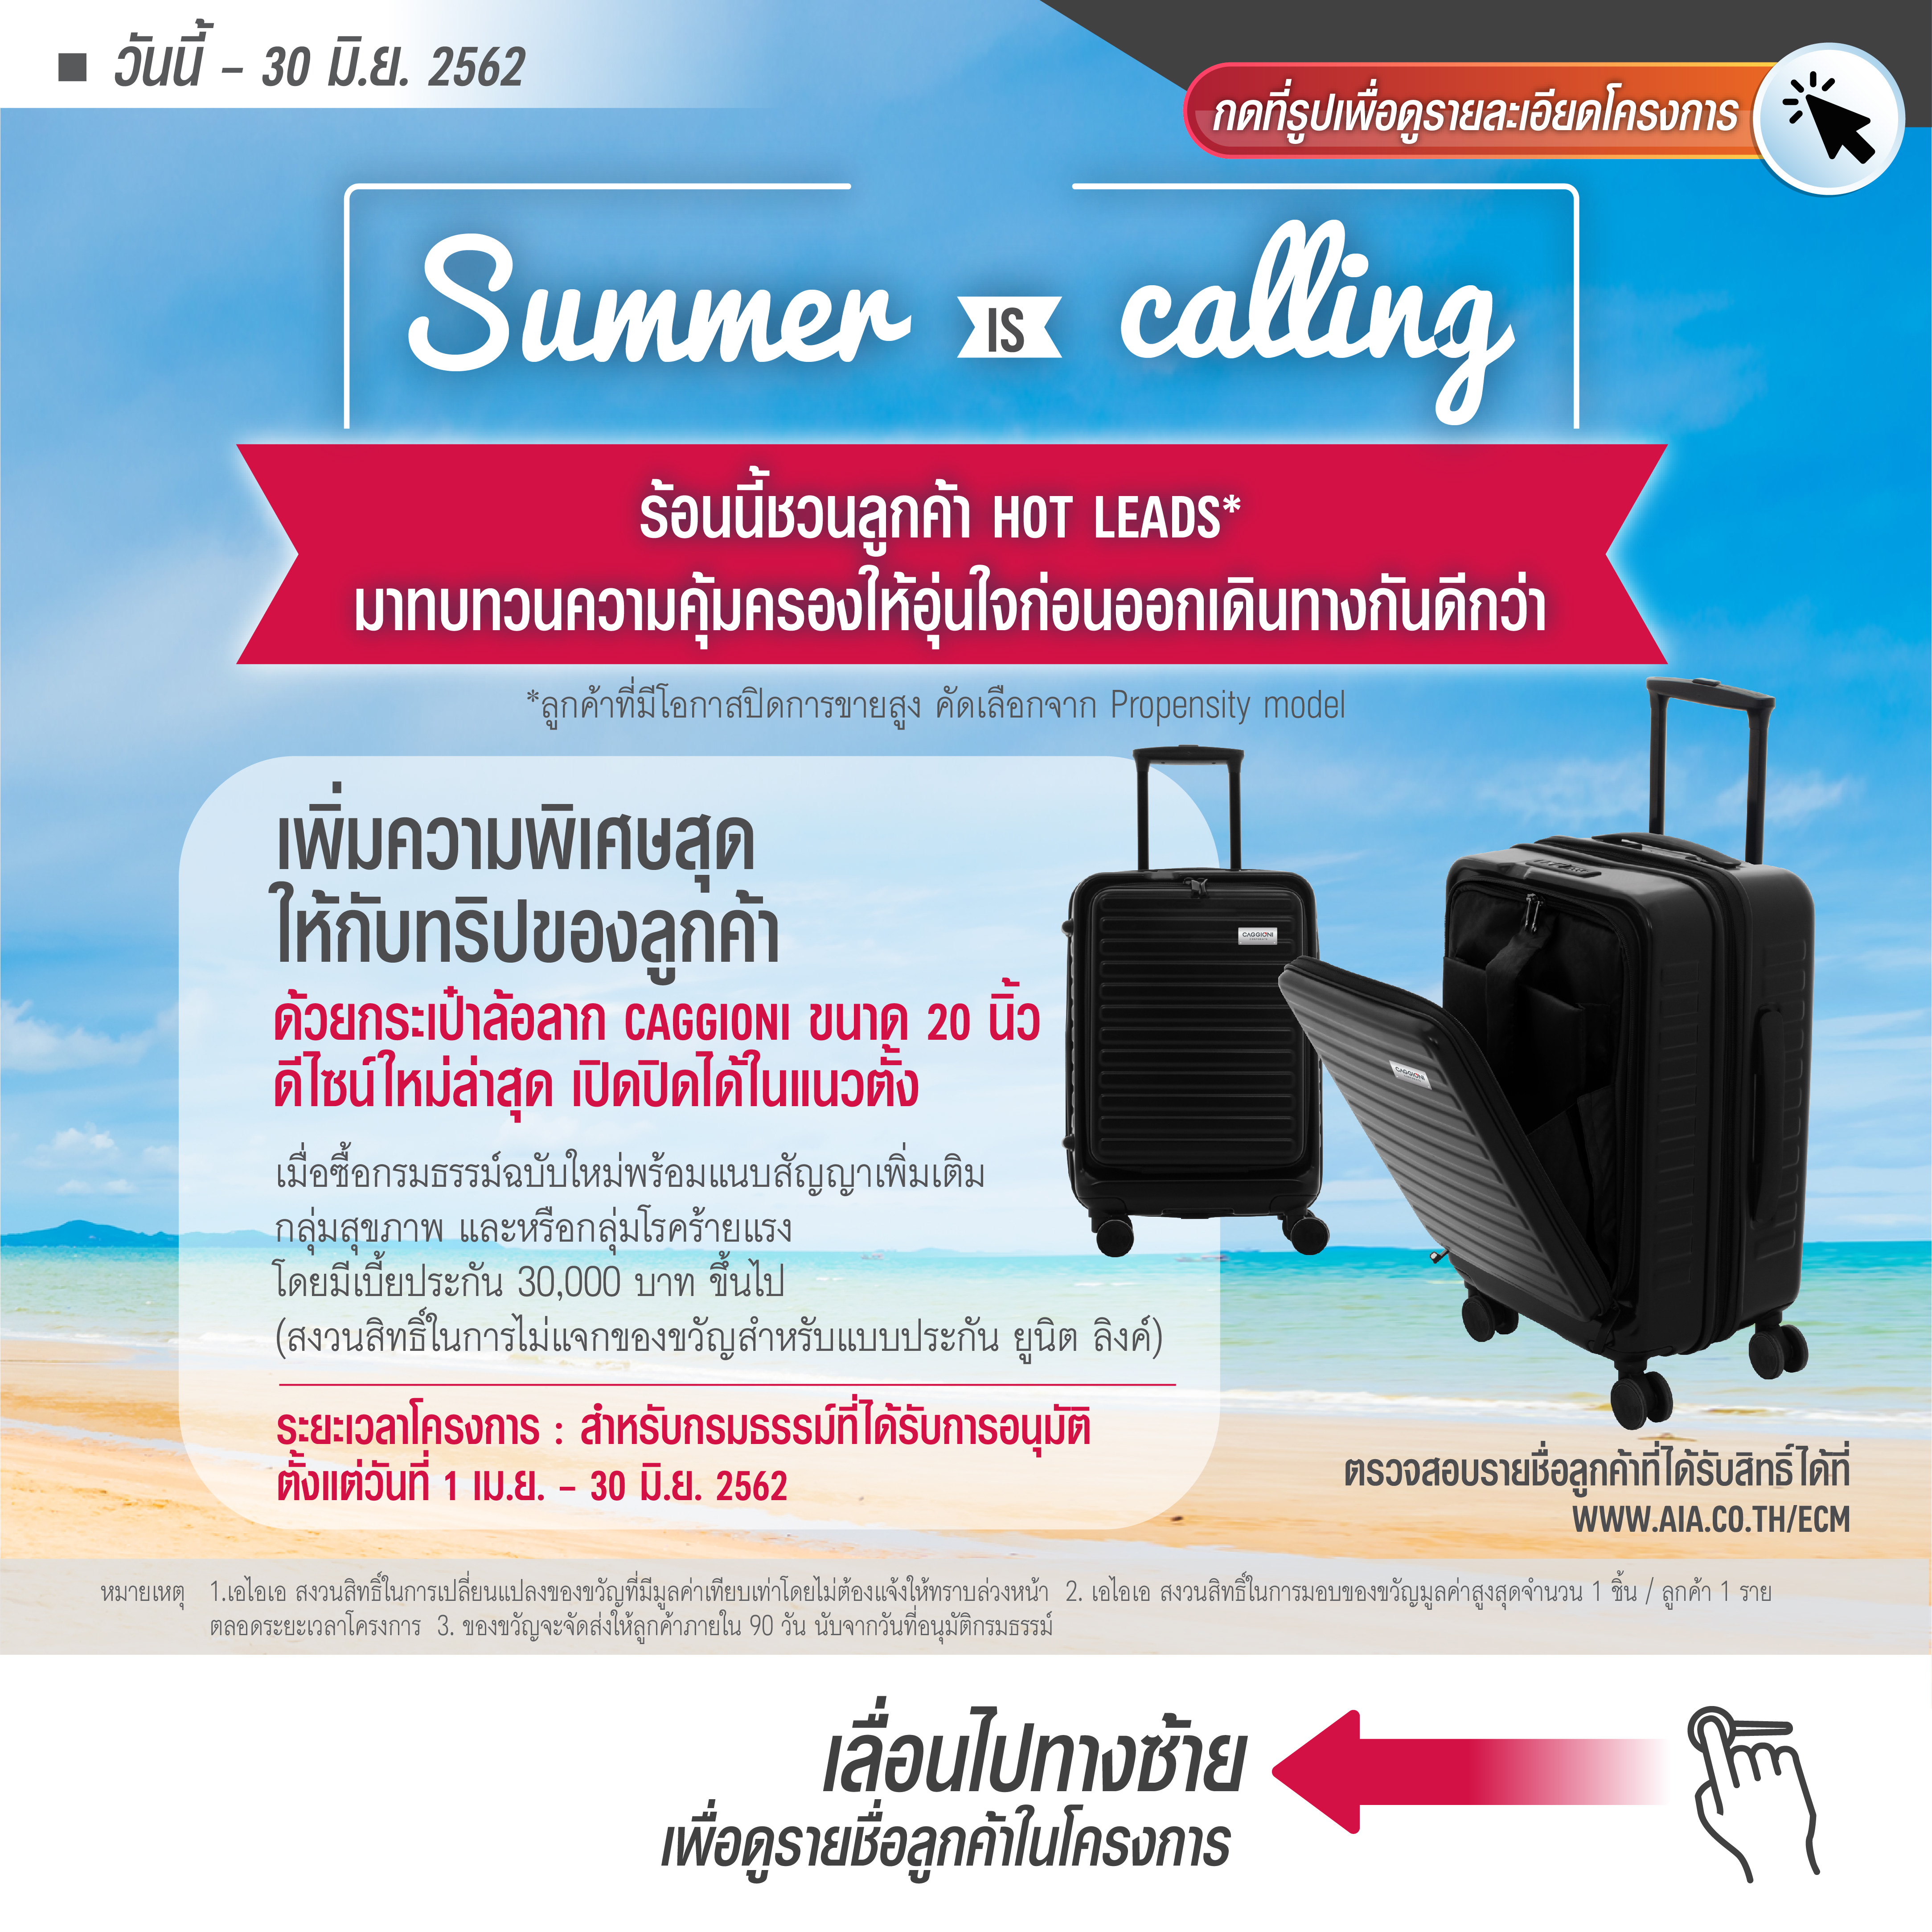 วันนี้ - 30 มิ.ย. 2562
กดที่รูปเพื่อดูรายละเอียดโครงการ
Summer IS calling
ร้อนนี้ชวนลูกค้า HOT LEADS*
มาทบทวนความคุ้มครองให้อุ่นใจก่อนออกเดินทางกันดีกว่า
*ลูกค้าที่มีโอกาสปิดการขายสูง คัดเลือกจาก Propensity model
เพิ่มความพิเศษสุด
ให้กับทริปของลูกค้า
ด้วยกระเป๋าล้อลาก CAGGIONI ขนาด 20 นิ้ว
ดีไซน์ใหม่ล่าสุด เปิดปิดได้ในแนวตั้ง
เมื่อซื้อกรมธรรม์ฉบับใหม่พร้อมแนบสัญญาเพิ่มเติม
กลุ่มสุขภาพ และหรือกลุ่มโรคร้ายแรง
โดยมีเบี้ยประกัน 30,000 บาท ขึ้นไป
(สงวนสิทธิ์ในการไม่แจกของขวัญสำหรับแบบประกัน ยูนิต ลิงค์)
ระยะเวลาโครงการ : สำหรับกรมธรรม์ที่ได้รับการอนุมัติ
ตั้งแต่วันที่ 1 เม.ย. - 30 มิ.ย. 2562
CAGGIONI
CAGGIONI
ตรวจสอบรายชื่อลูกค้าที่ได้รับสิทธิ์ได้ที่
WWW.AIA.CO.TH/ECM
หมายเหตุ 1.เอไอเอ สงวนสิทธิ์ในการเปลี่ยนแปลงของขวัญที่มีมูลค่าเทียบเท่าโดยไม่ต้องแจ้งให้ทราบล่วงหน้า 2. เอไอเอ สงวนสิทธิ์ในการมอบของขวัญมูลค่าสูงสุดจำนวน 1 ชิ้น / ลูกค้า 1 ราย
ตลอดระยะเวลาโครงการ 3. ของขวัญจะจัดส่งให้ลูกค้าภายใน 90 วัน นับจากวันที่อนุมัติกรมธรรม์
เลื่อนไปทางซ้าย
เพื่อดูรายชื่อลูกค้าในโครงการ